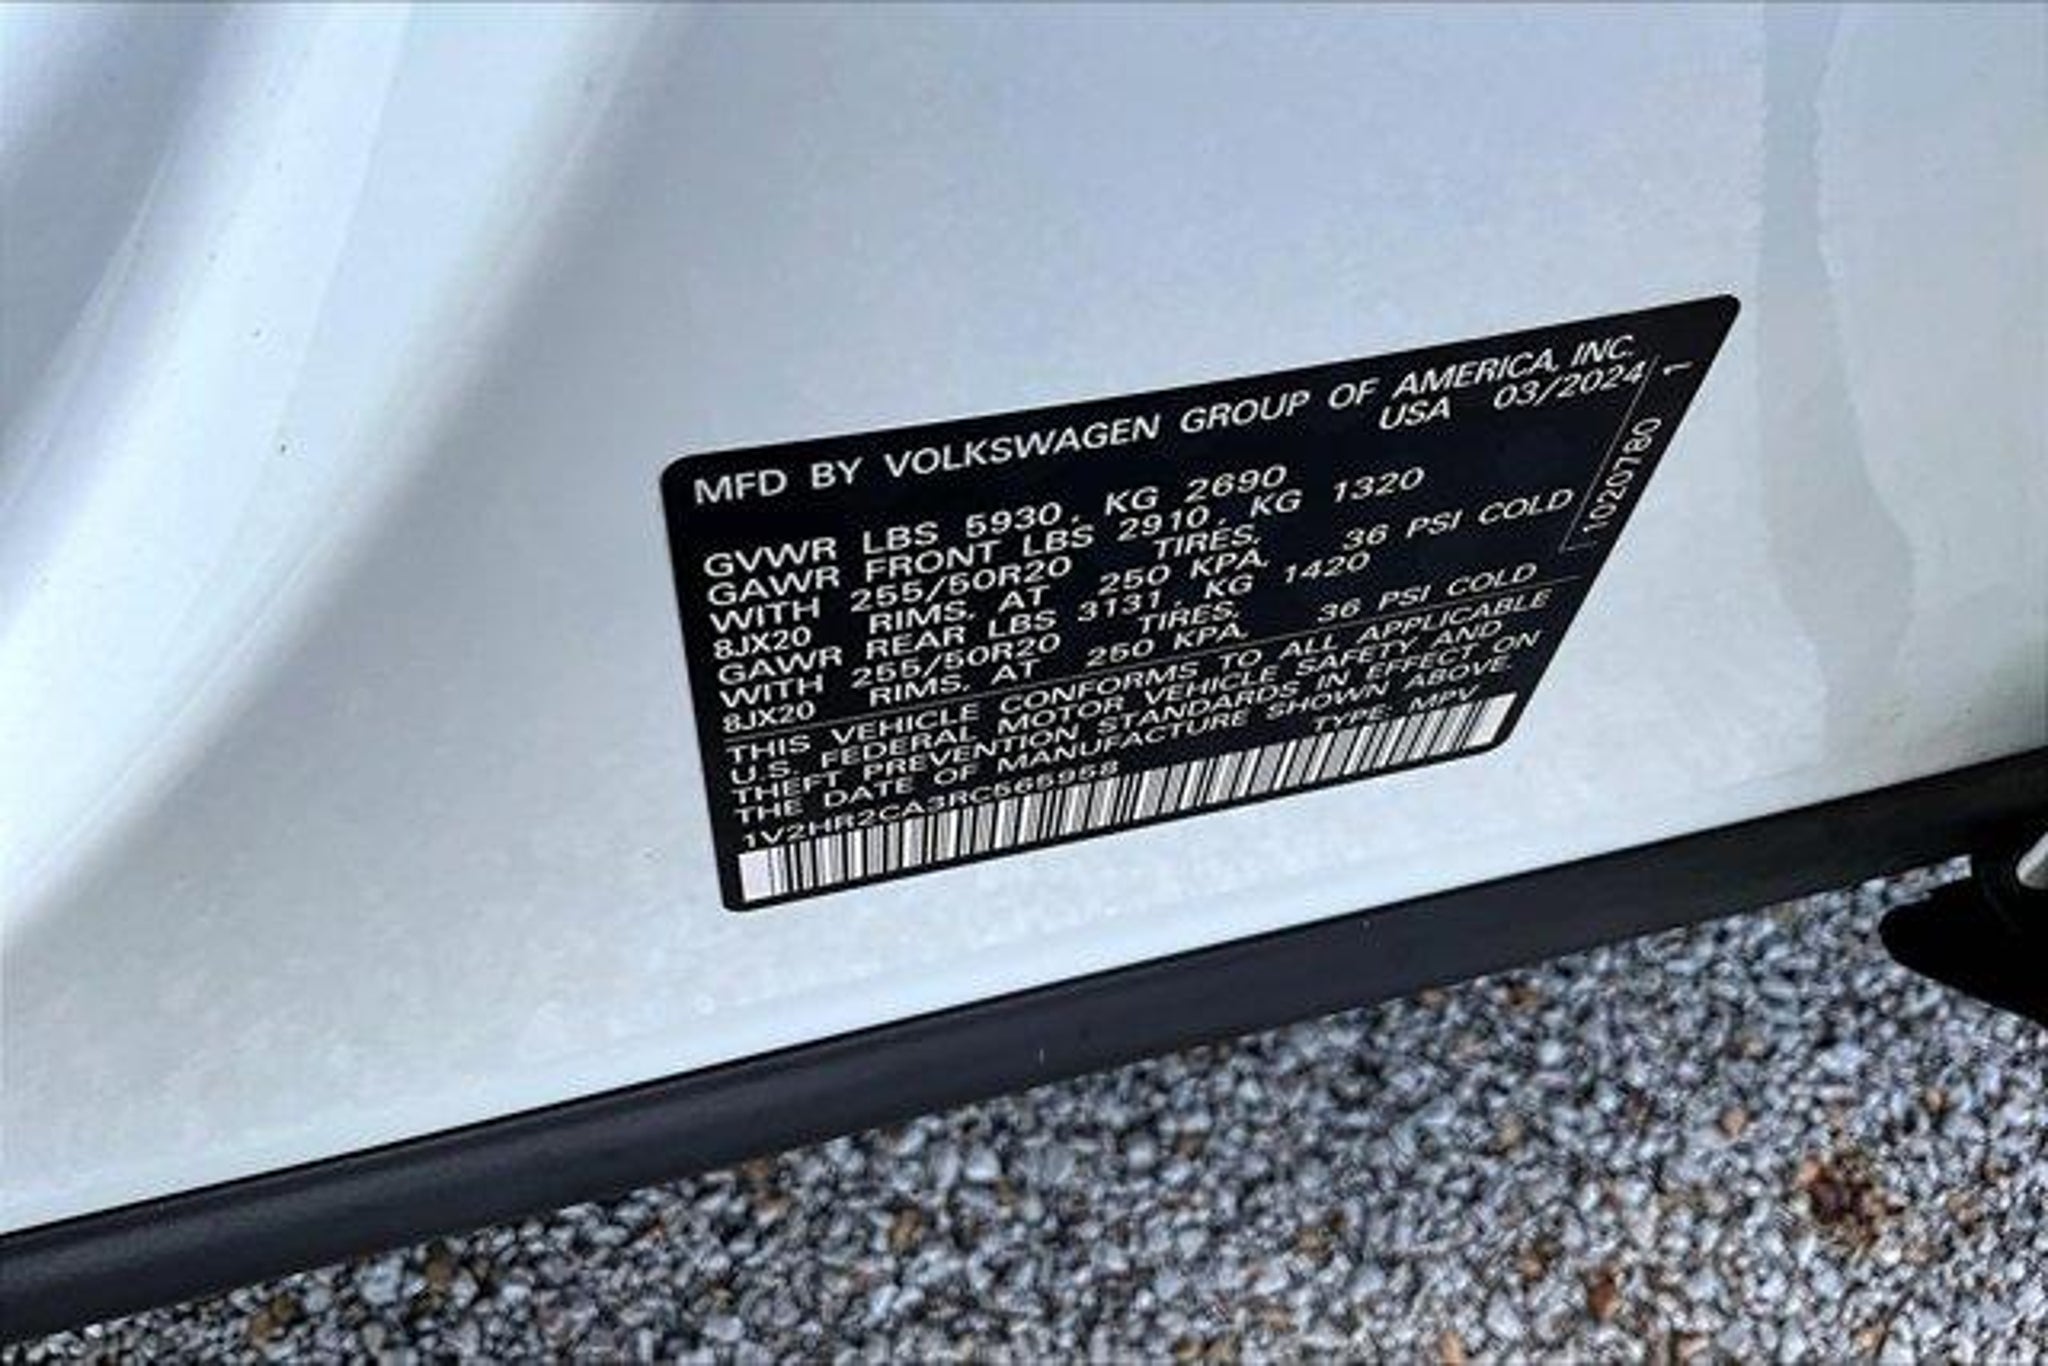 MFD BY VOLKSWAGEN GROUP OF AMERICA, INC.
USA 03/2024
GVWR LBS 5930, KG 2690
GAWR FRONT LBS 2910, KG 1320
WITH 255/50R20 TIRES,
8JX20 RIMS, AT 250 KPA, 36 PSI COLD
GAWR REAR LBS 3131, KG 1420
WITH 255/50R20 TIRES,
8JX20 RIMS, AT 250 KPA, 36 PSI COLD
THIS VEHICLE CONFORMS TO ALL APPLICABLE
U.S. FEDERAL MOTOR VEHICLE SAFETY AND
THEFT PREVENTION STANDARDS IN EFFECT ON
THE DATE OF MANUFACTURE SHOWN ABOVE.
1V2HR2CA3RC565958 TYPE: MPV
1020780 1